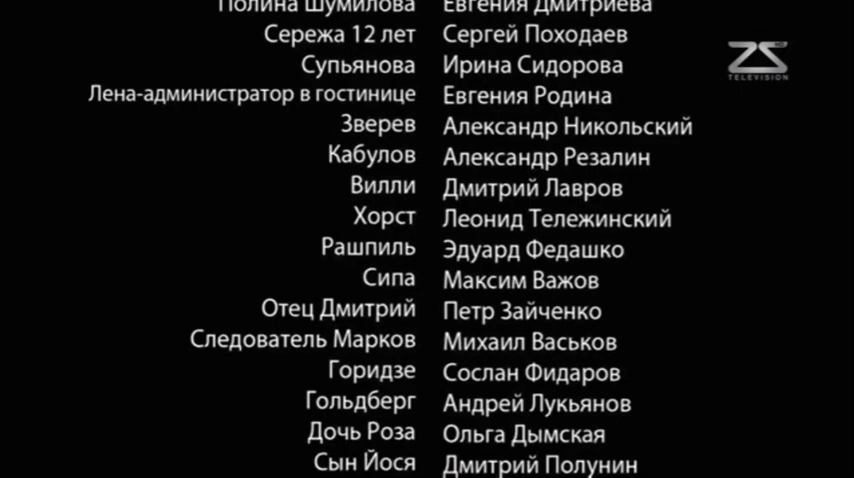 Полина Шумилова Евгения Дмитриева
Сережа 12 лет Сергей Походаев
Супьянова Ирина Сидорова
Лена-администратор в гостинице Евгения Родина
Зверев Александр Никольский
Кабулов Александр Резалин
Вилли Дмитрий Лавров
Хорст Леонид Тележинский
Рашпиль Эдуард Федашко
Сипа Максим Важов
Отец Дмитрий Петр Зайченко
Следователь Марков Михаил Васьков
Горидзе Сослан Фидаров
Гольдберг Андрей Лукьянов
Дочь Роза Ольга Дымская
Сын Йося Дмитрий Полунин
TELEVISION